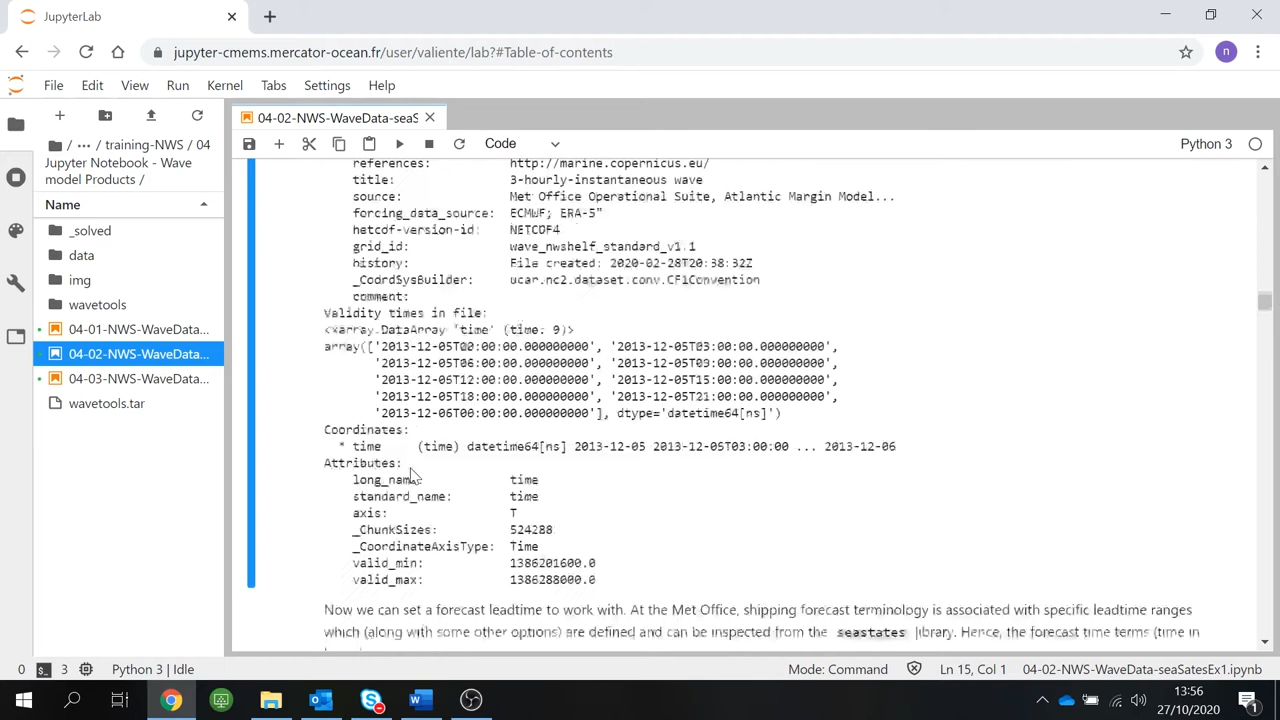 JupyterLab
jupyter-cmems.mercator-ocean.fr/user/valiente/lab?#Table-of-contents
n
File Edit View Run Kernel Tabs Settings Help
04-02-NWS-WaveData-seaS
Code
Python 3
/ ... / training-NWS / 04
Jupyter Notebook - Wave
model Products /
Name
_solved
data
img
wavetools
04-01-NWS-WaveData...
04-02-NWS-WaveData...
04-03-NWS-WaveData...
wavetools.tar
references: http://marine.copernicus.eu/
title: 3-hourly-instantaneous wave
source: Met Office Operational Suite, Atlantic Margin Model...
forcing_data_source: ECMWF; ERA-5"
netcdf-version-id: NETCDF4
grid_id: wave_nwshelf_standard_v1.1
history: File created: 2020-02-28T20:38:32Z
_CoordSysBuilder: ucar.nc2.dataset.conv.CF1Convention
comment:
Validity times in file:
<xarray.DataArray 'time' (time: 9)>
array(['2013-12-05T00:00:00.000000000', '2013-12-05T03:00:00.000000000',
'2013-12-05T06:00:00.000000000', '2013-12-05T09:00:00.000000000',
'2013-12-05T12:00:00.000000000', '2013-12-05T15:00:00.000000000',
'2013-12-05T18:00:00.000000000', '2013-12-05T21:00:00.000000000',
'2013-12-06T00:00:00.000000000'], dtype='datetime64[ns]')
Coordinates:
* time (time) datetime64[ns] 2013-12-05 2013-12-05T03:00:00 ... 2013-12-06
Attributes:
long_name: time
standard_name: time
axis: T
_ChunkSizes: 524288
_CoordinateAxisType: Time
valid_min: 1386201600.0
valid_max: 1386288000.0
Now we can set a forecast leadtime to work with. At the Met Office, shipping forecast terminology is associated with specific leadtime ranges
which (along with some other options) are defined and can be inspected from the seastates library. Hence, the forecast time terms (time in
0 3 Python 3 | Idle
Mode: Command Ln 15, Col 1 04-02-NWS-WaveData-seaSatesEx1.ipynb
13:56
27/10/2020
1